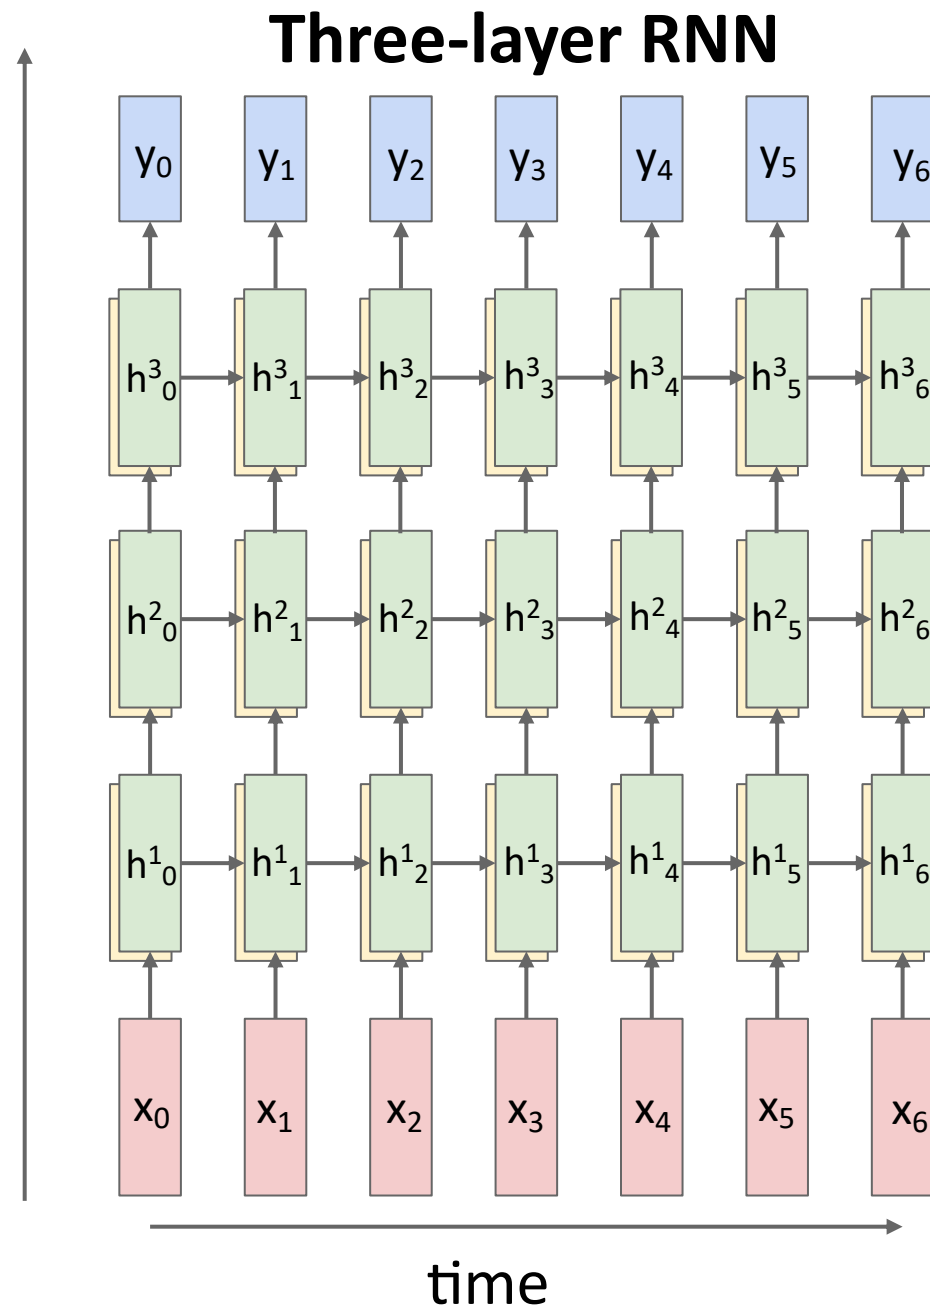 Three-layer RNN
y₀ y₁ y₂ y₃ y₄ y₅ y₆
h³₀ h³₁ h³₂ h³₃ h³₄ h³₅ h³₆
h²₀ h²₁ h²₂ h²₃ h²₄ h²₅ h²₆
h¹₀ h¹₁ h¹₂ h¹₃ h¹₄ h¹₅ h¹₆
x₀ x₁ x₂ x₃ x₄ x₅ x₆
time